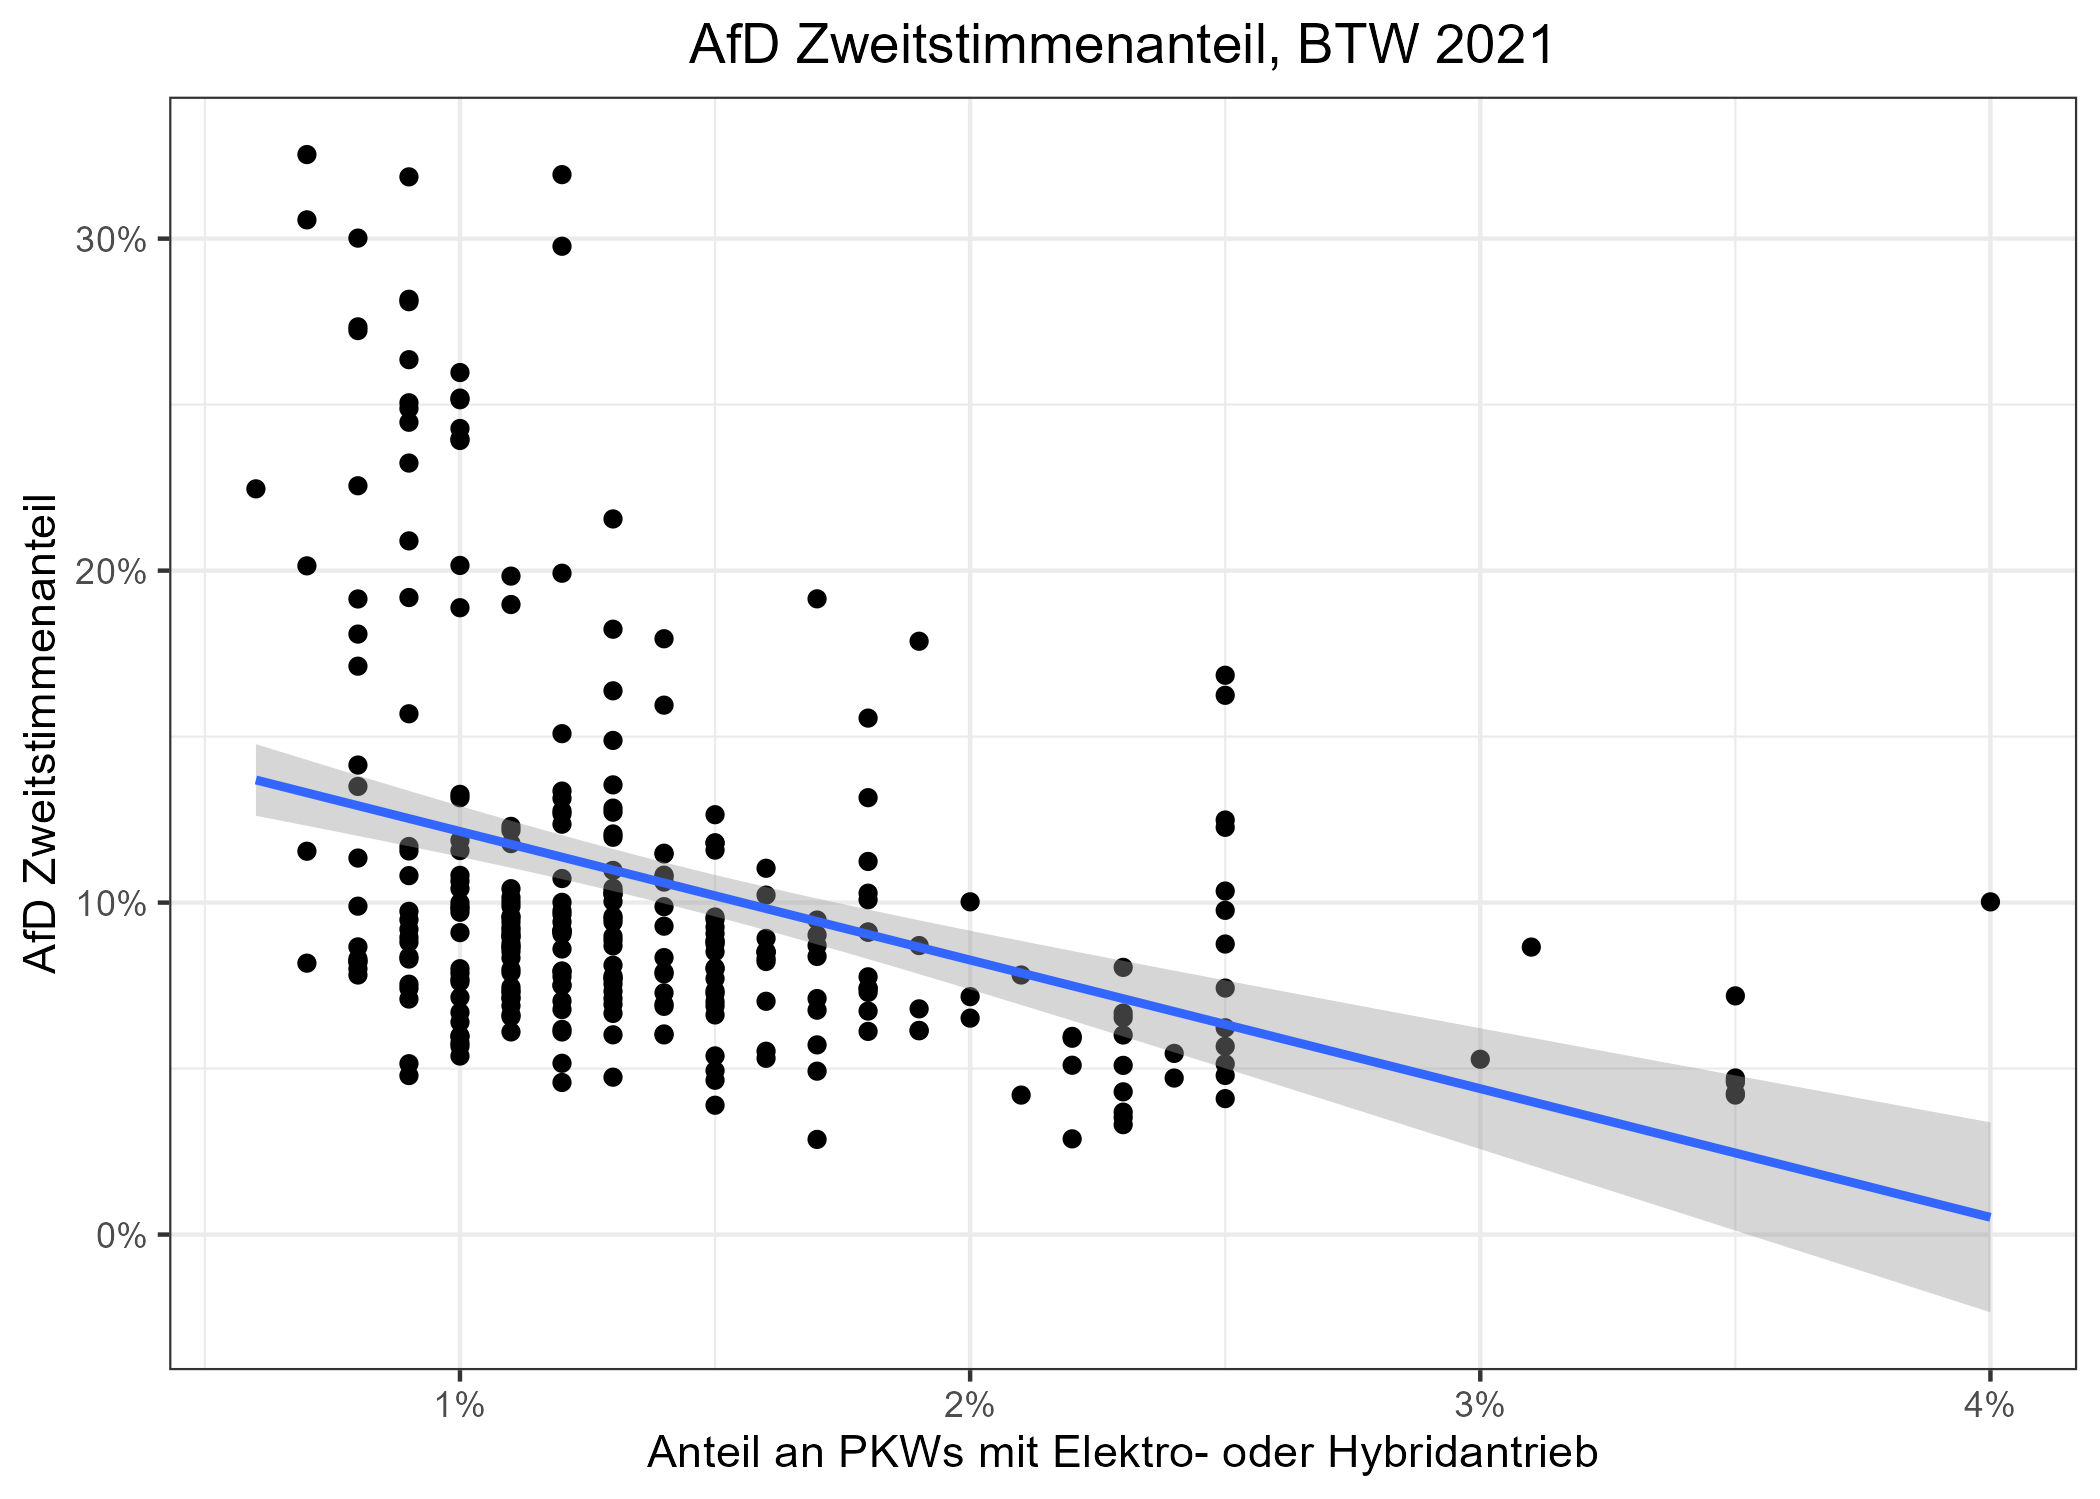 AfD Zweitstimmenanteil, BTW 2021
AfD Zweitstimmenanteil
30%
20%
10%
0%
1%
2%
3%
4%
Anteil an PKWs mit Elektro- oder Hybridantrieb